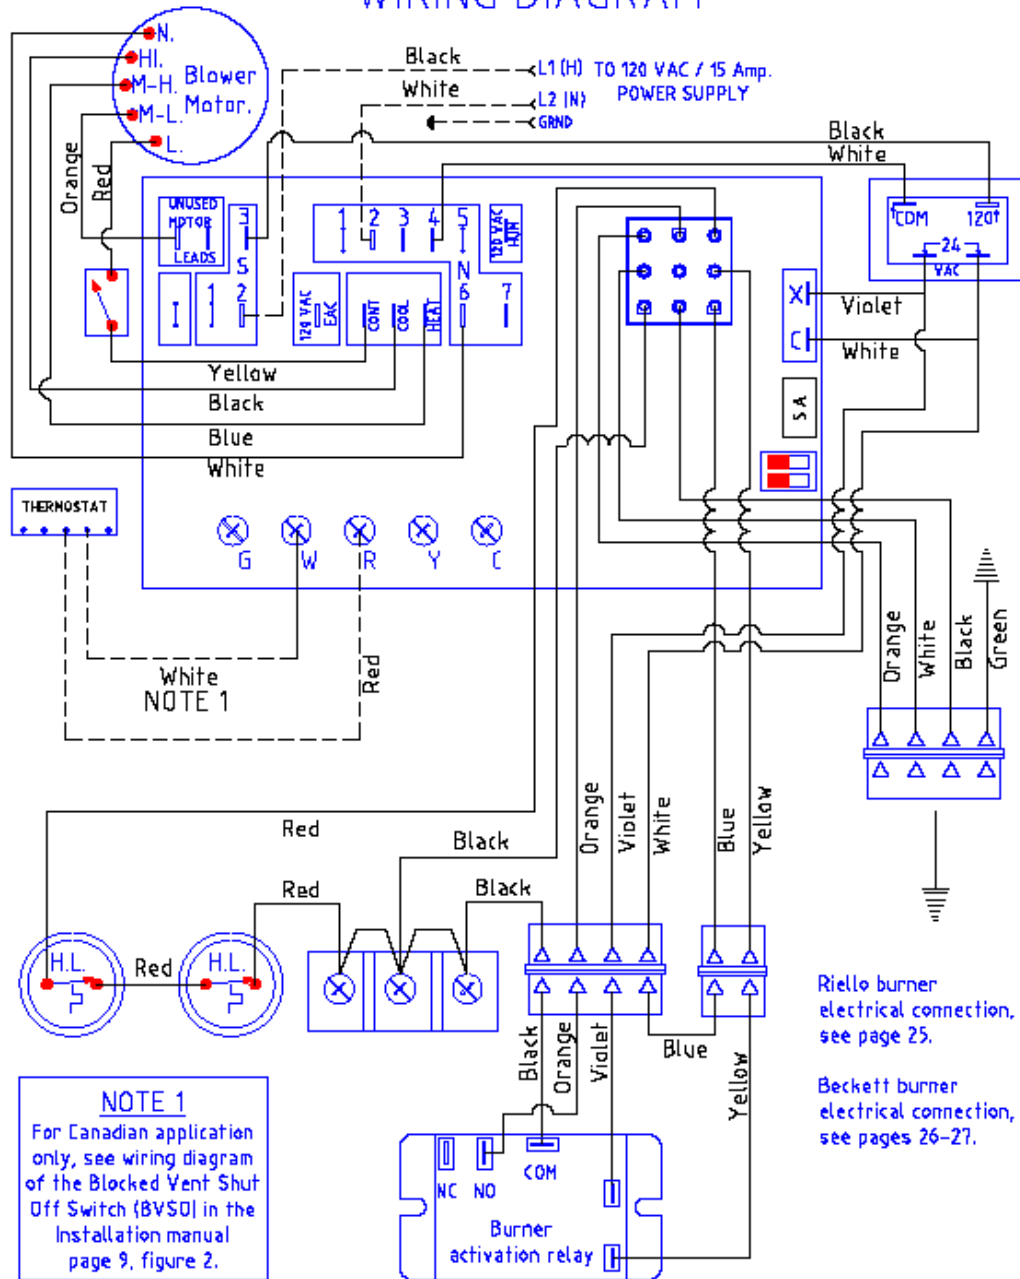 WIRING DIAGRAM
N.
HI.
M-H.
M-L.
L.
Blower
Motor.
Black
L1 (H)
White
L2 (N)
GRND
TO 120 VAC / 15 Amp.
POWER SUPPLY
Orange
Red
Black
White
UNUSED
MOTOR
LEADS
3
S
1
2
1
2
3
4
5
N
6
7
120 VAC
HUM
120 VAC
EAC
CONT
COOL
HEAT
COM
120
24
VAC
X
C
Violet
White
5 A
Yellow
Black
Blue
White
THERMOSTAT
G
W
R
Y
C
White
NOTE 1
Red
Orange
White
Black
Green
Red
Black
Orange
Violet
White
Blue
Yellow
Red
Black
H.L.
Red
H.L.
Black
Orange
Violet
Blue
Yellow
Riello burner
electrical connection,
see page 25.
Beckett burner
electrical connection,
see pages 26-27.
NOTE 1
For Canadian application
only, see wiring diagram
of the Blocked Vent Shut
Off Switch (BVSO) in the
Installation manual
page 9, figure 2.
NC
NO
COM
Burner
activation relay